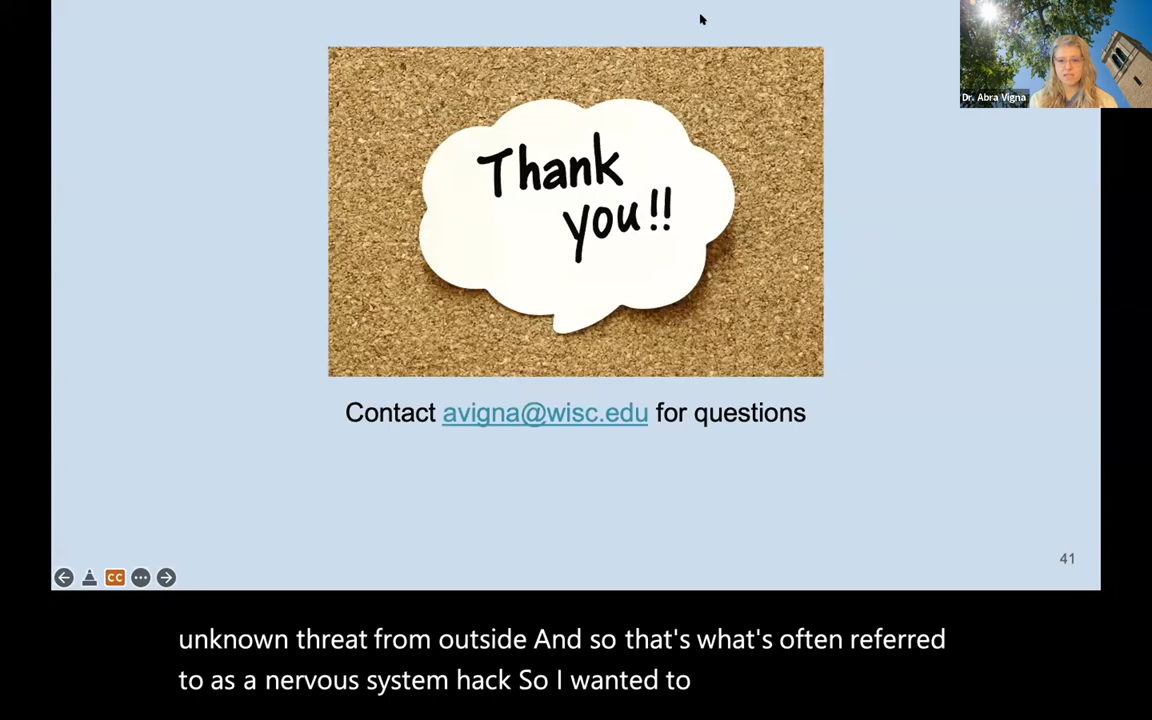 Dr. Abra Vigna
Thank
you!!
Contact avigna@wisc.edu for questions
41
CC
unknown threat from outside And so that's what's often referred
to as a nervous system hack So I wanted to